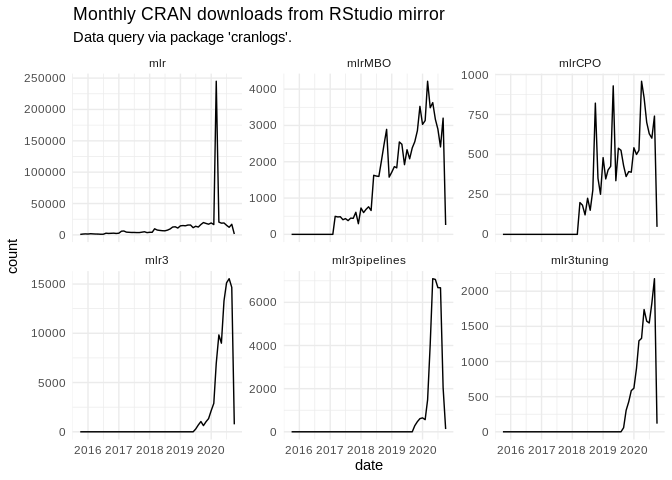 Monthly CRAN downloads from RStudio mirror
Data query via package 'cranlogs'.
mlr
mlrMBO
mlrCPO
250000
200000
150000
100000
50000
0
4000
3000
2000
1000
0
1000
750
500
250
0
count
mlr3
mlr3pipelines
mlr3tuning
15000
10000
5000
0
6000
4000
2000
0
2000
1500
1000
500
0
2016 2017 2018 2019 2020
2016 2017 2018 2019 2020
2016 2017 2018 2019 2020
date